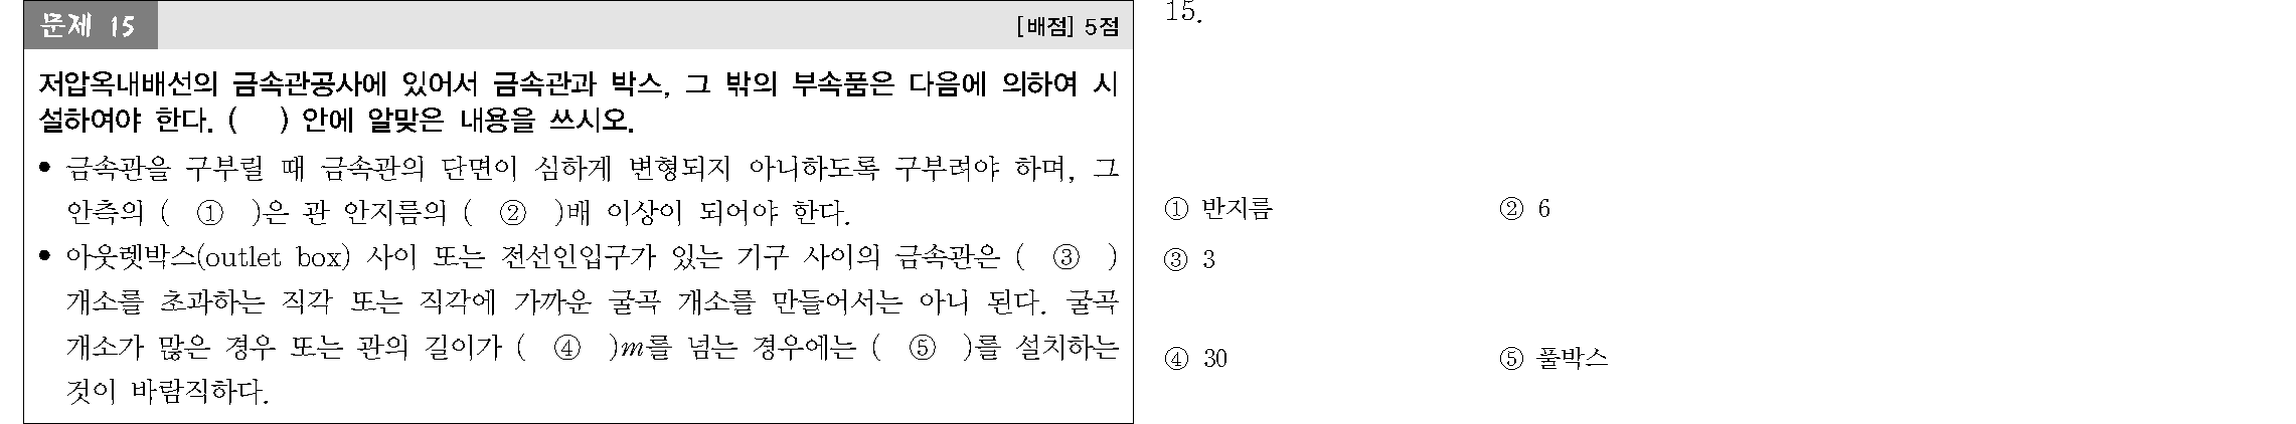 문제 15
[배점] 5점
저압옥내배선의 금속관공사에 있어서 금속관과 박스, 그 밖의 부속품은 다음에 의하여 시
설하여야 한다. ( ) 안에 알맞은 내용을 쓰시오.
• 금속관을 구부릴 때 금속관의 단면이 심하게 변형되지 아니하도록 구부려야 하며, 그
안측의 ( ① )은 관 안지름의 ( ② )배 이상이 되어야 한다.
• 아웃렛박스(outlet box) 사이 또는 전선인입구가 있는 기구 사이의 금속관은 ( ③ )
개소를 초과하는 직각 또는 직각에 가까운 굴곡 개소를 만들어서는 아니 된다. 굴곡
개소가 많은 경우 또는 관의 길이가 ( ④ )m를 넘는 경우에는 ( ⑤ )를 설치하는
것이 바람직하다.
15.
① 반지름 ② 6
③ 3
④ 30 ⑤ 풀박스